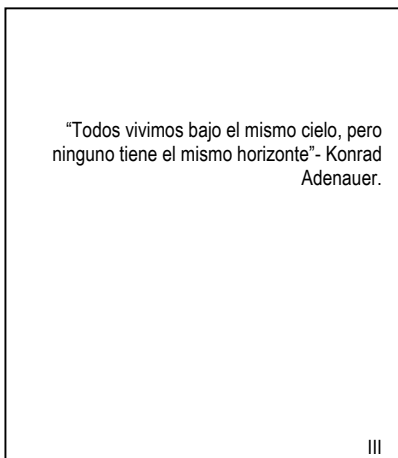 “Todos vivimos bajo el mismo cielo, pero
ninguno tiene el mismo horizonte”- Konrad
Adenauer.
III